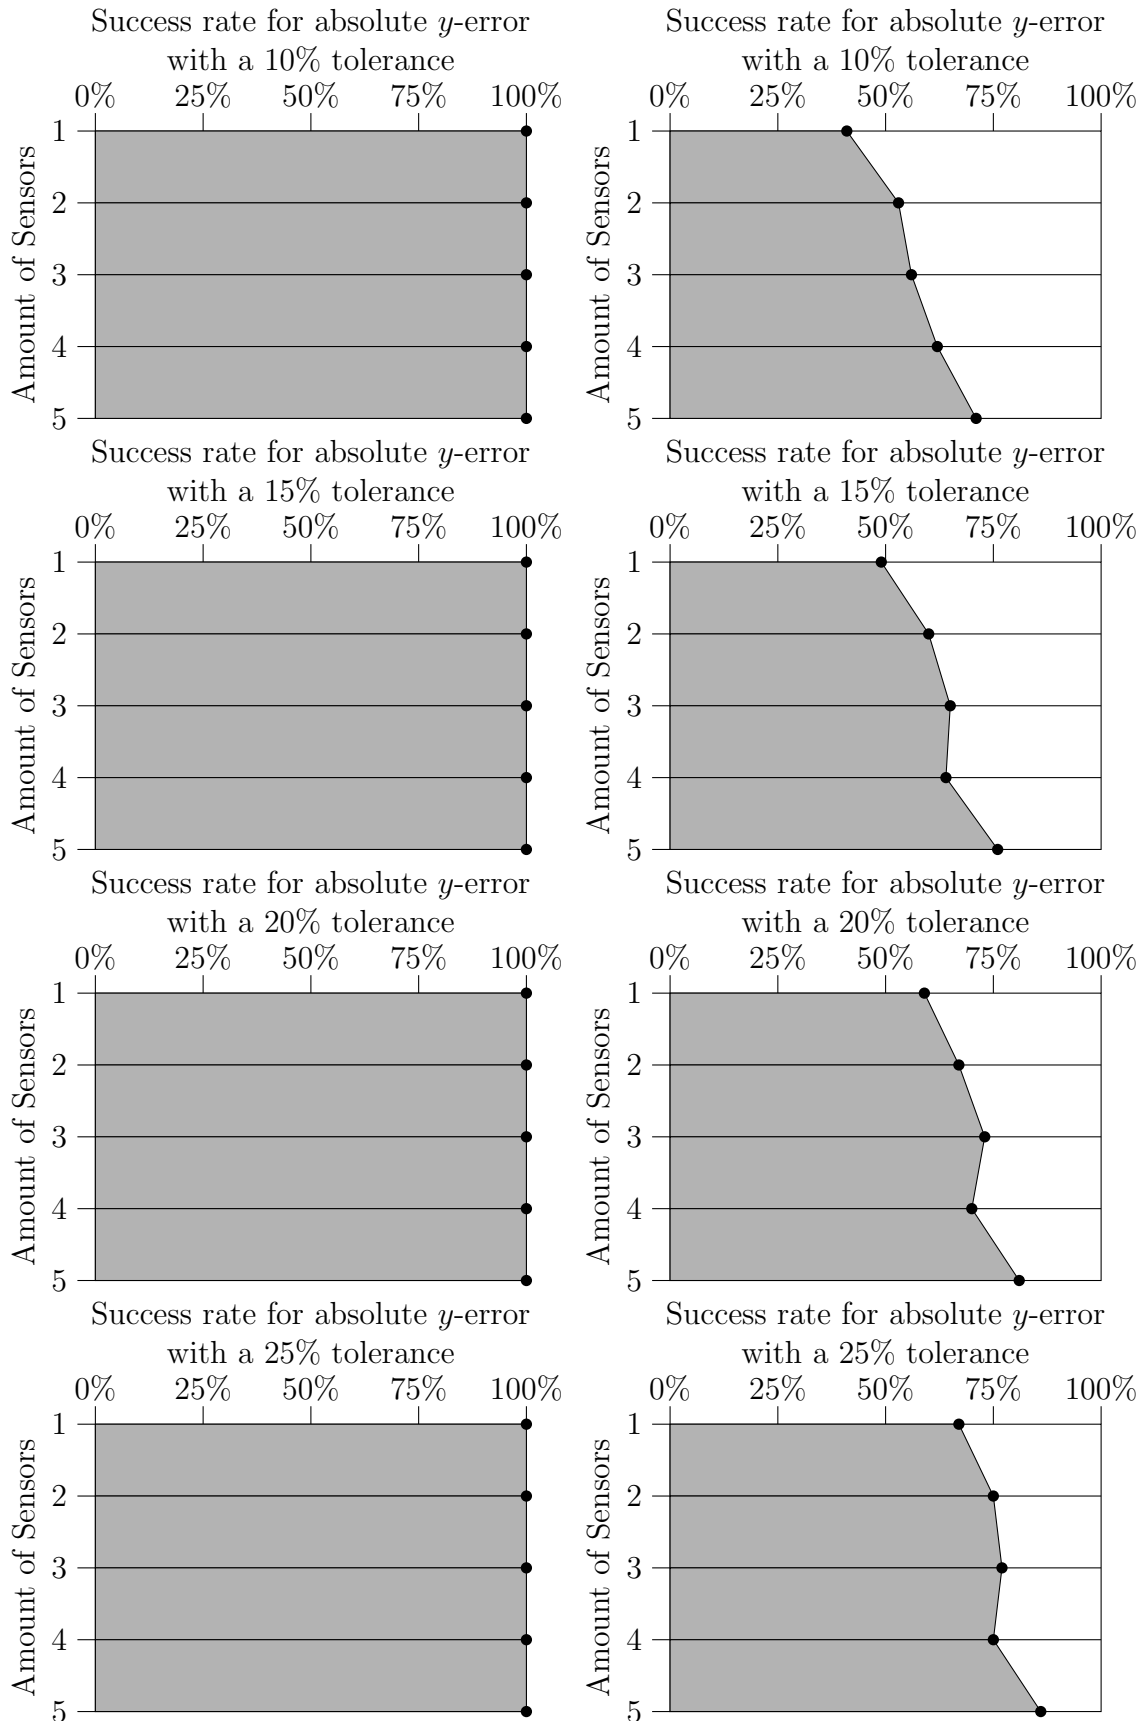 Success rate for absolute y-error
with a 10% tolerance
0% 25% 50% 75% 100%
1
2
3
4
5
Amount of Sensors
Success rate for absolute y-error
with a 10% tolerance
0% 25% 50% 75% 100%
1
2
3
4
5
Amount of Sensors
Success rate for absolute y-error
with a 15% tolerance
0% 25% 50% 75% 100%
1
2
3
4
5
Amount of Sensors
Success rate for absolute y-error
with a 15% tolerance
0% 25% 50% 75% 100%
1
2
3
4
5
Amount of Sensors
Success rate for absolute y-error
with a 20% tolerance
0% 25% 50% 75% 100%
1
2
3
4
5
Amount of Sensors
Success rate for absolute y-error
with a 20% tolerance
0% 25% 50% 75% 100%
1
2
3
4
5
Amount of Sensors
Success rate for absolute y-error
with a 25% tolerance
0% 25% 50% 75% 100%
1
2
3
4
5
Amount of Sensors
Success rate for absolute y-error
with a 25% tolerance
0% 25% 50% 75% 100%
1
2
3
4
5
Amount of Sensors